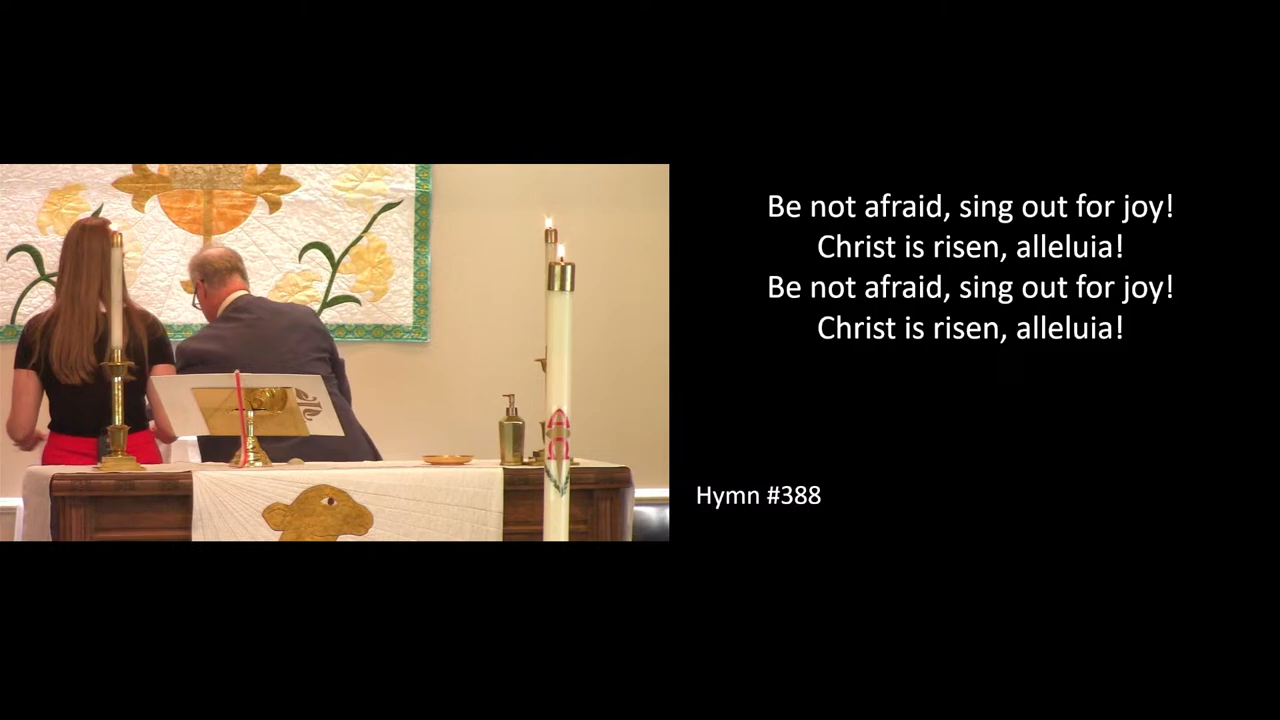 Be not afraid, sing out for joy!
Christ is risen, alleluia!
Be not afraid, sing out for joy!
Christ is risen, alleluia!
Hymn #388
ΑΩ